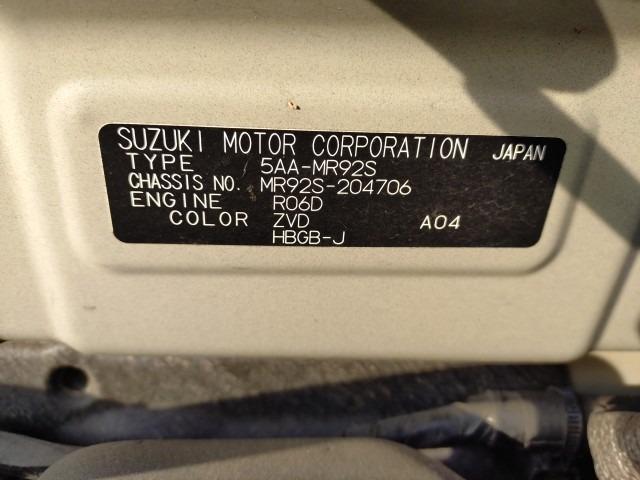 SUZUKI MOTOR CORPORATION JAPAN
TYPE 5AA-MR92S
CHASSIS NO. MR92S-204706
ENGINE R06D
COLOR ZVD A04
HBGB-J